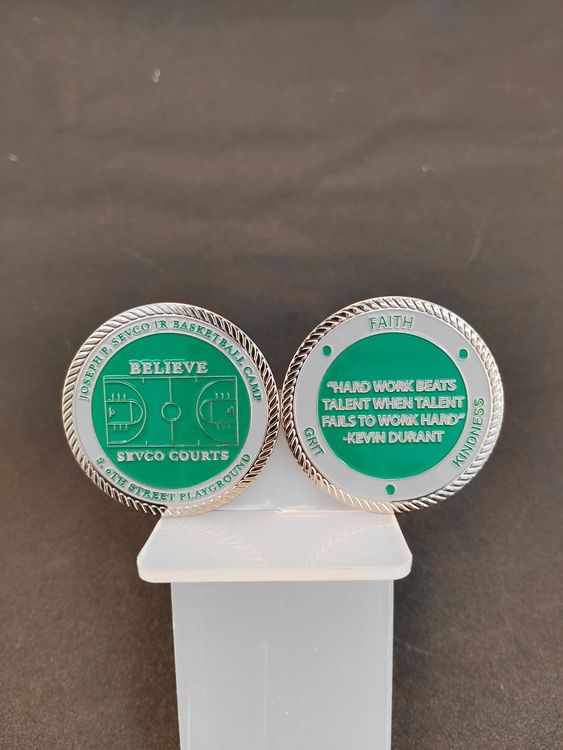 JOSEPH P. SEVCO JR BASKETBALL CAMP
BELIEVE
SEVCO COURTS
S. 6TH STREET PLAYGROUND
FAITH
"HARD WORK BEATS
TALENT WHEN TALENT
FAILS TO WORK HARD"
-KEVIN DURANT
GRIT
KINDNESS